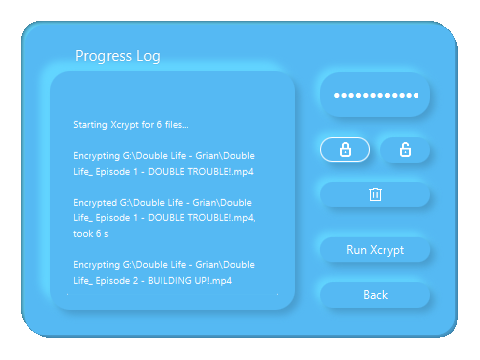 Progress Log
Starting Xcrypt for 6 files...
Encrypting G:\Double Life - Grian\Double
Life_ Episode 1 - DOUBLE TROUBLE!.mp4
Encrypted G:\Double Life - Grian\Double
Life_ Episode 1 - DOUBLE TROUBLE!.mp4,
took 6 s
Encrypting G:\Double Life - Grian\Double
Life_ Episode 2 - BUILDING UP!.mp4
Run Xcrypt
Back